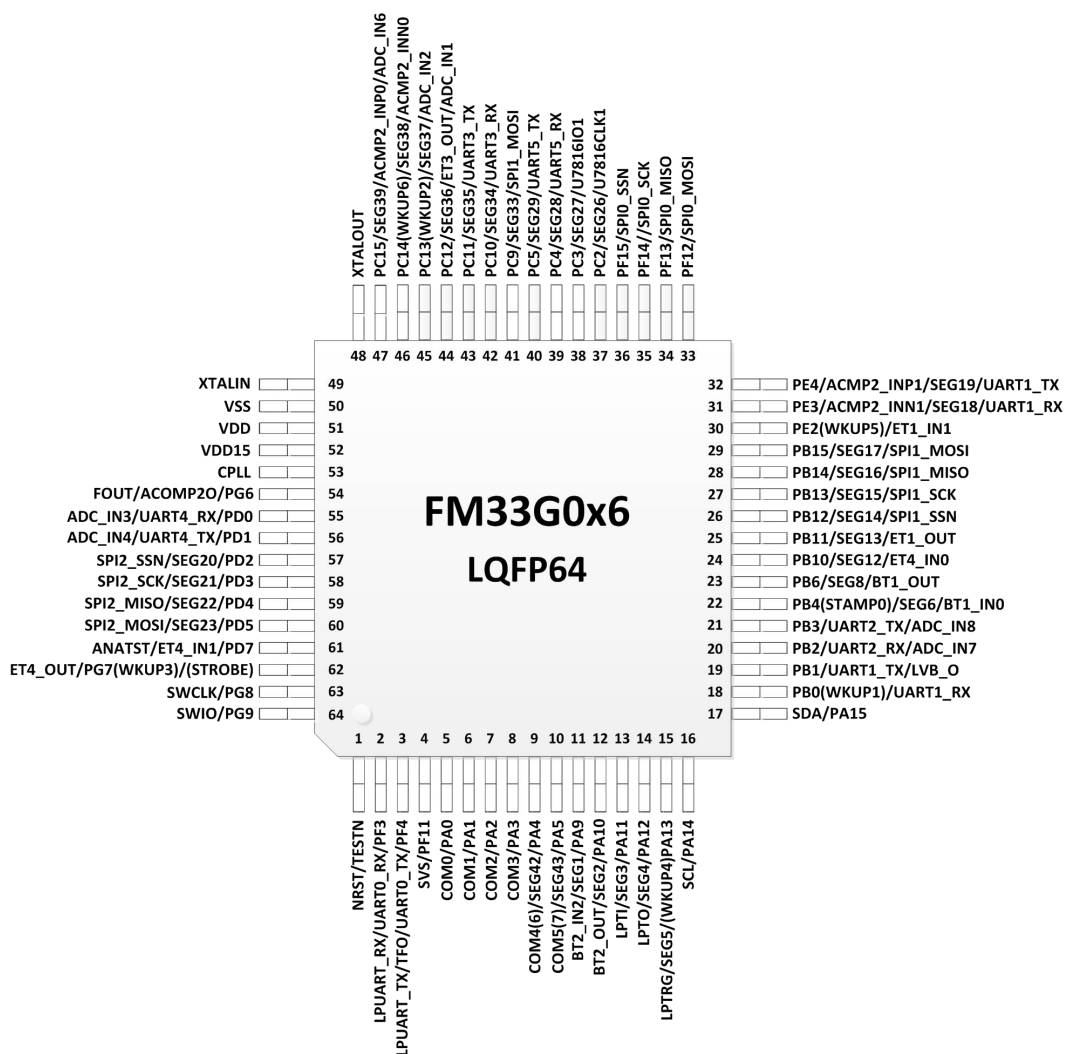 XTALOUT
PC15/SEG39/ACMP2_INP0/ADC_IN6
PC14(WKUP6)/SEG38/ACMP2_INN0
PC13(WKUP2)/SEG37/ADC_IN2
PC12/SEG36/ET3_OUT/ADC_IN1
PC11/SEG35/UART3_TX
PC10/SEG34/UART3_RX
PC9/SEG33/SPI1_MOSI
PC5/SEG29/UART5_TX
PC4/SEG28/UART5_RX
PC3/SEG27/U7816IO1
PC2/SEG26/U7816CLK1
PF15/SPI0_SSN
PF14//SPI0_SCK
PF13/SPI0_MISO
PF12/SPI0_MOSI
48 47 46 45 44 43 42 41 40 39 38 37 36 35 34 33
XTALIN 49
VSS 50
VDD 51
VDD15 52
CPLL 53
FOUT/ACOMP2O/PG6 54
ADC_IN3/UART4_RX/PD0 55
ADC_IN4/UART4_TX/PD1 56
SPI2_SSN/SEG20/PD2 57
SPI2_SCK/SEG21/PD3 58
SPI2_MISO/SEG22/PD4 59
SPI2_MOSI/SEG23/PD5 60
ANATST/ET4_IN1/PD7 61
ET4_OUT/PG7(WKUP3)/(STROBE) 62
SWCLK/PG8 63
SWIO/PG9 64
FM33G0x6
LQFP64
32 PE4/ACMP2_INP1/SEG19/UART1_TX
31 PE3/ACMP2_INN1/SEG18/UART1_RX
30 PE2(WKUP5)/ET1_IN1
29 PB15/SEG17/SPI1_MOSI
28 PB14/SEG16/SPI1_MISO
27 PB13/SEG15/SPI1_SCK
26 PB12/SEG14/SPI1_SSN
25 PB11/SEG13/ET1_OUT
24 PB10/SEG12/ET4_IN0
23 PB6/SEG8/BT1_OUT
22 PB4(STAMP0)/SEG6/BT1_IN0
21 PB3/UART2_TX/ADC_IN8
20 PB2/UART2_RX/ADC_IN7
19 PB1/UART1_TX/LVB_O
18 PB0(WKUP1)/UART1_RX
17 SDA/PA15
1 2 3 4 5 6 7 8 9 10 11 12 13 14 15 16
NRST/TESTN
LPUART_RX/UART0_RX/PF3
LPUART_TX/TFO/UART0_TX/PF4
SVS/PF11
COM0/PA0
COM1/PA1
COM2/PA2
COM3/PA3
COM4(6)/SEG42/PA4
COM5(7)/SEG43/PA5
BT2_IN2/SEG1/PA9
BT2_OUT/SEG2/PA10
LPTI/SEG3/PA11
LPTO/SEG4/PA12
LPTRG/SEG5/(WKUP4)PA13
SCL/PA14